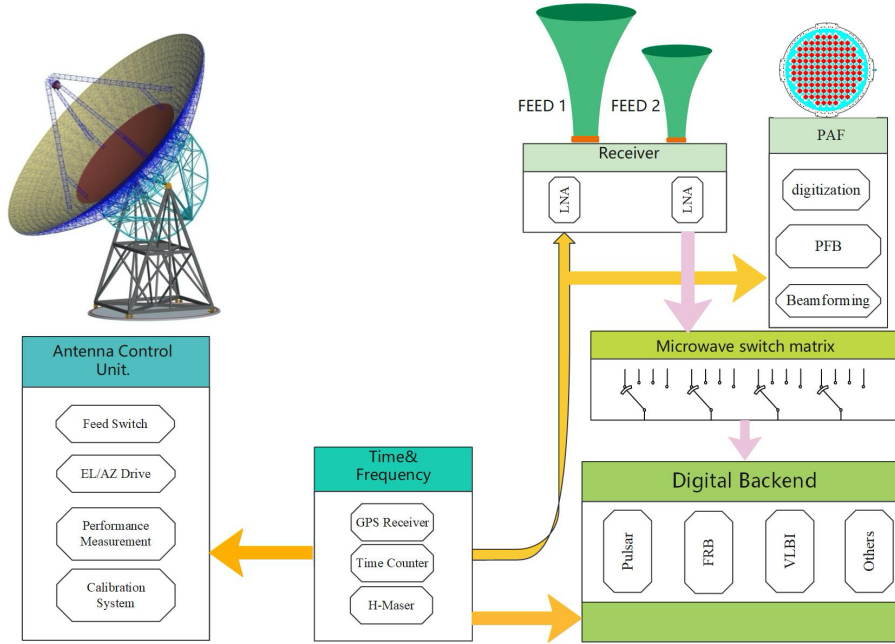 FEED 1
FEED 2
Receiver
LNA
LNA
PAF
digitization
PFB
Beamforming
Antenna Control
Unit.
Feed Switch
EL/AZ Drive
Performance
Measurement
Calibration
System
Time&
Frequency
GPS Receiver
Time Counter
H-Maser
Microwave switch matrix
Digital Backend
Pulsar
FRB
VLBI
Others